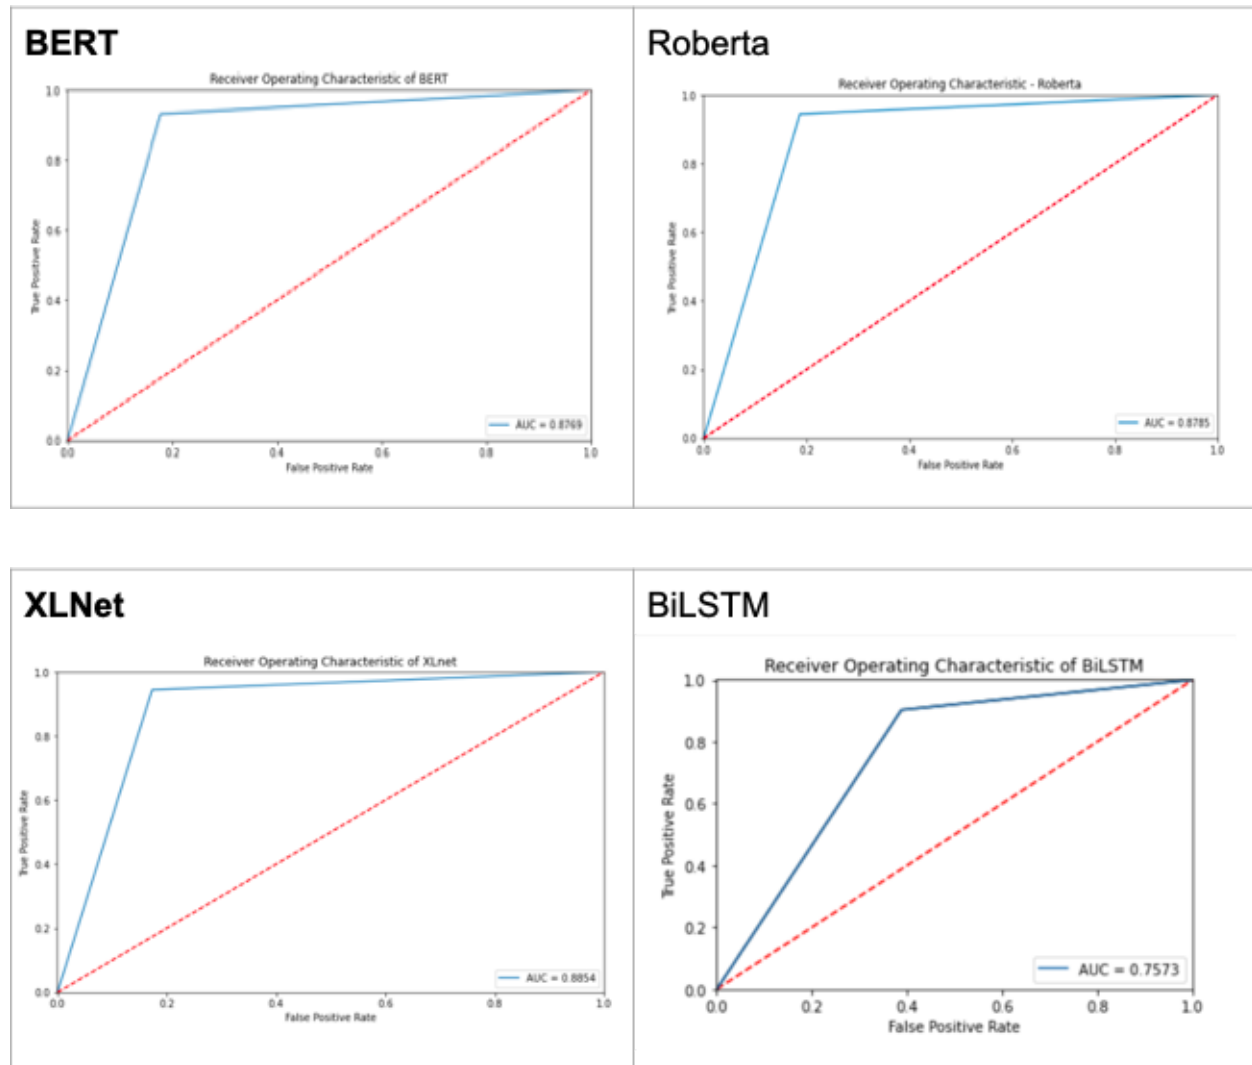 BERT
Receiver Operating Characteristic of BERT
1.0
0.8
0.6
0.4
0.2
0.0
True Positive Rate
AUC = 0.8769
0.0 0.2 0.4 0.6 0.8 1.0
False Positive Rate
Roberta
Receiver Operating Characteristic - Roberta
1.0
0.8
0.6
0.4
0.2
0.0
True Positive Rate
AUC = 0.8785
0.0 0.2 0.4 0.6 0.8 1.0
False Positive Rate
XLNet
Receiver Operating Characteristic of XLnet
1.0
0.8
0.6
0.4
0.2
0.0
True Positive Rate
AUC = 0.8854
0.0 0.2 0.4 0.6 0.8 1.0
False Positive Rate
BiLSTM
Receiver Operating Characteristic of BiLSTM
1.0
0.8
0.6
0.4
0.2
0.0
True Positive Rate
AUC = 0.7573
0.0 0.2 0.4 0.6 0.8 1.0
False Positive Rate